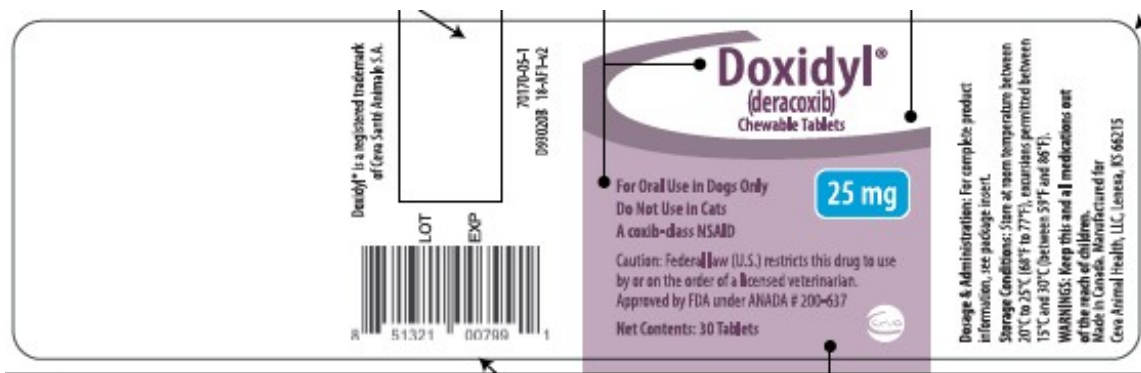 Doxidyl® is a registered trademark
of Ceva Santé Animale S.A.
70170-05-1
D93020B 18-AF1-v2
LOT
EXP
8 51321 00799 1
Doxidyl®
(deracoxib)
Chewable Tablets
25 mg
For Oral Use in Dogs Only
Do Not Use in Cats
A coxib-class NSAID
Caution: Federal law (U.S.) restricts this drug to use
by or on the order of a licensed veterinarian.
Approved by FDA under ANADA # 200-637
Net Contents: 30 Tablets
Ceva
Dosage & Administration: For complete product
information, see package insert.
Storage Conditions: Store at room temperature between
20°C to 25°C (68°F to 77°F), excursions permitted between
15°C and 30°C (between 59°F and 86°F).
WARNINGS: Keep this and all medications out
of the reach of children.
Made in Canada. Manufactured for
Ceva Animal Health, LLC, Lenexa, KS 66215